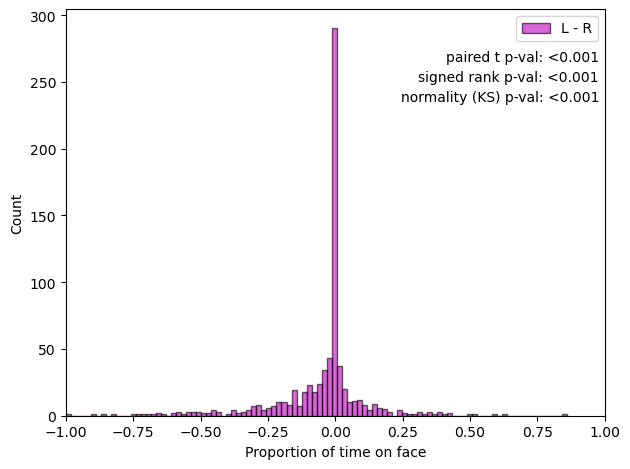 300
250
200
150
100
50
0
Count
L - R
paired t p-val: <0.001
signed rank p-val: <0.001
normality (KS) p-val: <0.001
−1.00 −0.75 −0.50 −0.25 0.00 0.25 0.50 0.75 1.00
Proportion of time on face